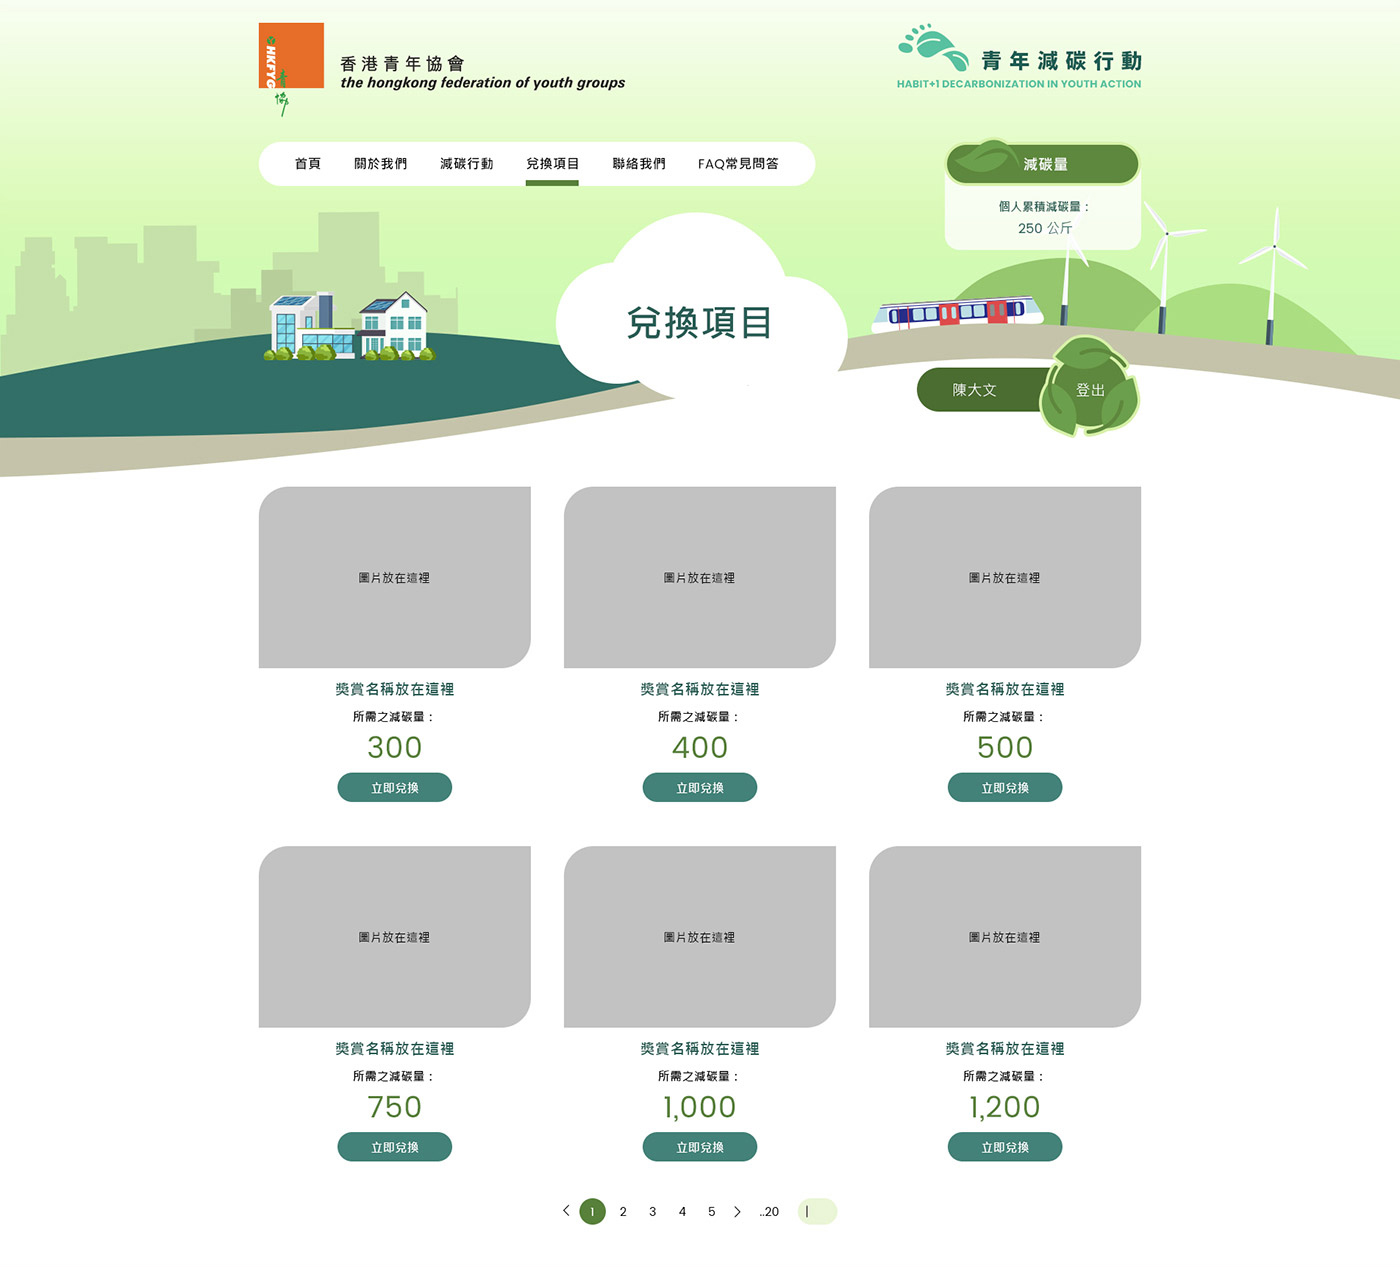 HKFYG
青協
香港青年協會
the hongkong federation of youth groups
青年減碳行動
HABIT+1 DECARBONIZATION IN YOUTH ACTION
首頁 關於我們 減碳行動 兌換項目 聯絡我們 FAQ常見問答
減碳量
個人累積減碳量：
250 公斤
兌換項目
陳大文 登出
圖片放在這裡 圖片放在這裡 圖片放在這裡
獎賞名稱放在這裡 獎賞名稱放在這裡 獎賞名稱放在這裡
所需之減碳量： 所需之減碳量： 所需之減碳量：
300 400 500
立即兌換 立即兌換 立即兌換
圖片放在這裡 圖片放在這裡 圖片放在這裡
獎賞名稱放在這裡 獎賞名稱放在這裡 獎賞名稱放在這裡
所需之減碳量： 所需之減碳量： 所需之減碳量：
750 1,000 1,200
立即兌換 立即兌換 立即兌換
< 1 2 3 4 5 > ..20 |